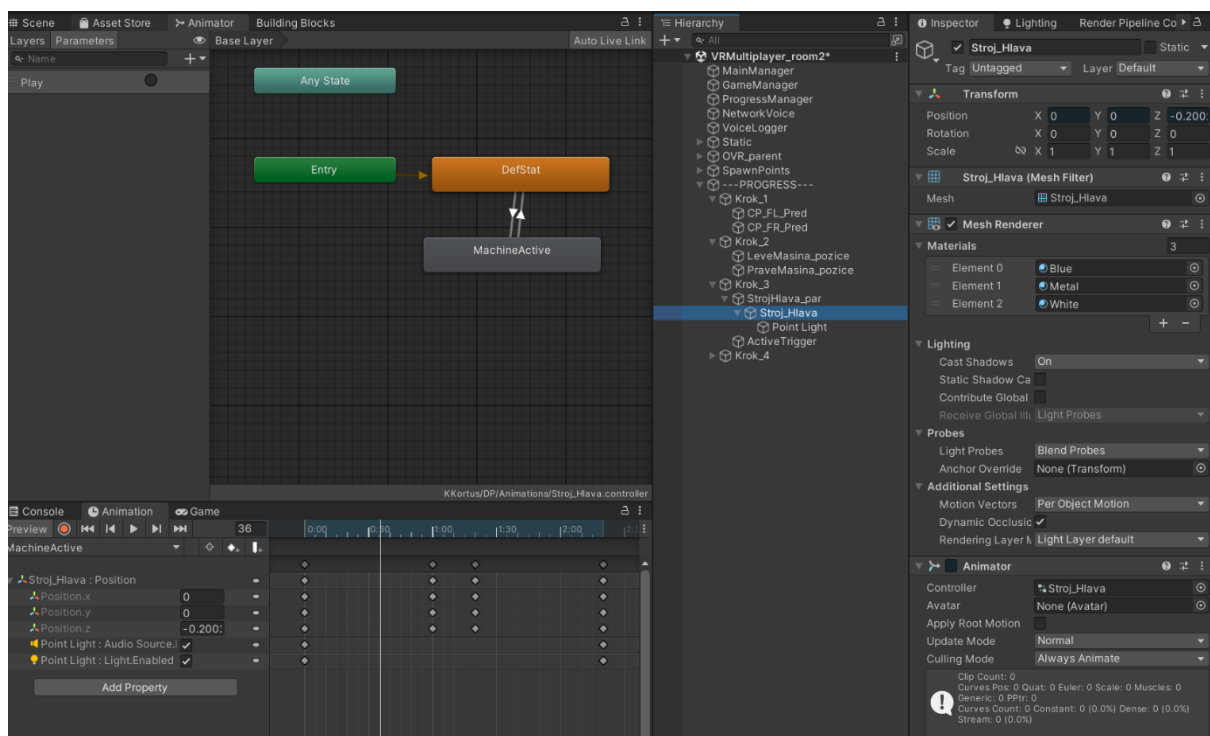 Scene Asset Store Animator Building Blocks
Layers Parameters Base Layer Auto Live Link
Name
Play
Any State
Entry
DefStat
MachineActive
KKortus/DP/Animations/Stroj_Hlava.controller
Console Animation Game
Preview 36 0:00 0:30 1:00 1:30 2:00
MachineActive
Stroj_Hlava : Position
Position.x 0
Position.y 0
Position.z -0.200
Point Light : Audio Source.
Point Light : Light.Enabled
Add Property
Hierarchy
All
VRMultiplayer_room2*
MainManager
GameManager
ProgressManager
NetworkVoice
VoiceLogger
Static
OVR_parent
SpawnPoints
---PROGRESS---
Krok_1
CP_FL_Pred
CP_FR_Pred
Krok_2
LeveMasina_pozice
PraveMasina_pozice
Krok_3
StrojHlava_par
Stroj_Hlava
Point Light
ActiveTrigger
Krok_4
Inspector Lighting Render Pipeline Co
Stroj_Hlava Static
Tag Untagged Layer Default
Transform
Position X 0 Y 0 Z -0.200
Rotation X 0 Y 0 Z 0
Scale X 1 Y 1 Z 1
Stroj_Hlava (Mesh Filter)
Mesh Stroj_Hlava
Mesh Renderer
Materials 3
Element 0 Blue
Element 1 Metal
Element 2 White
+ -
Lighting
Cast Shadows On
Static Shadow Ca
Contribute Global
Receive Global Illu Light Probes
Probes
Light Probes Blend Probes
Anchor Override None (Transform)
Additional Settings
Motion Vectors Per Object Motion
Dynamic Occlusic
Rendering Layer M Light Layer default
Animator
Controller Stroj_Hlava
Avatar None (Avatar)
Apply Root Motion
Update Mode Normal
Culling Mode Always Animate
Clip Count: 0
Curves Pos: 0 Quat: 0 Euler: 0 Scale: 0 Muscles: 0
Generic: 0 PPtr: 0
Curves Count: 0 Constant: 0 (0.0%) Dense: 0 (0.0%)
Stream: 0 (0.0%)